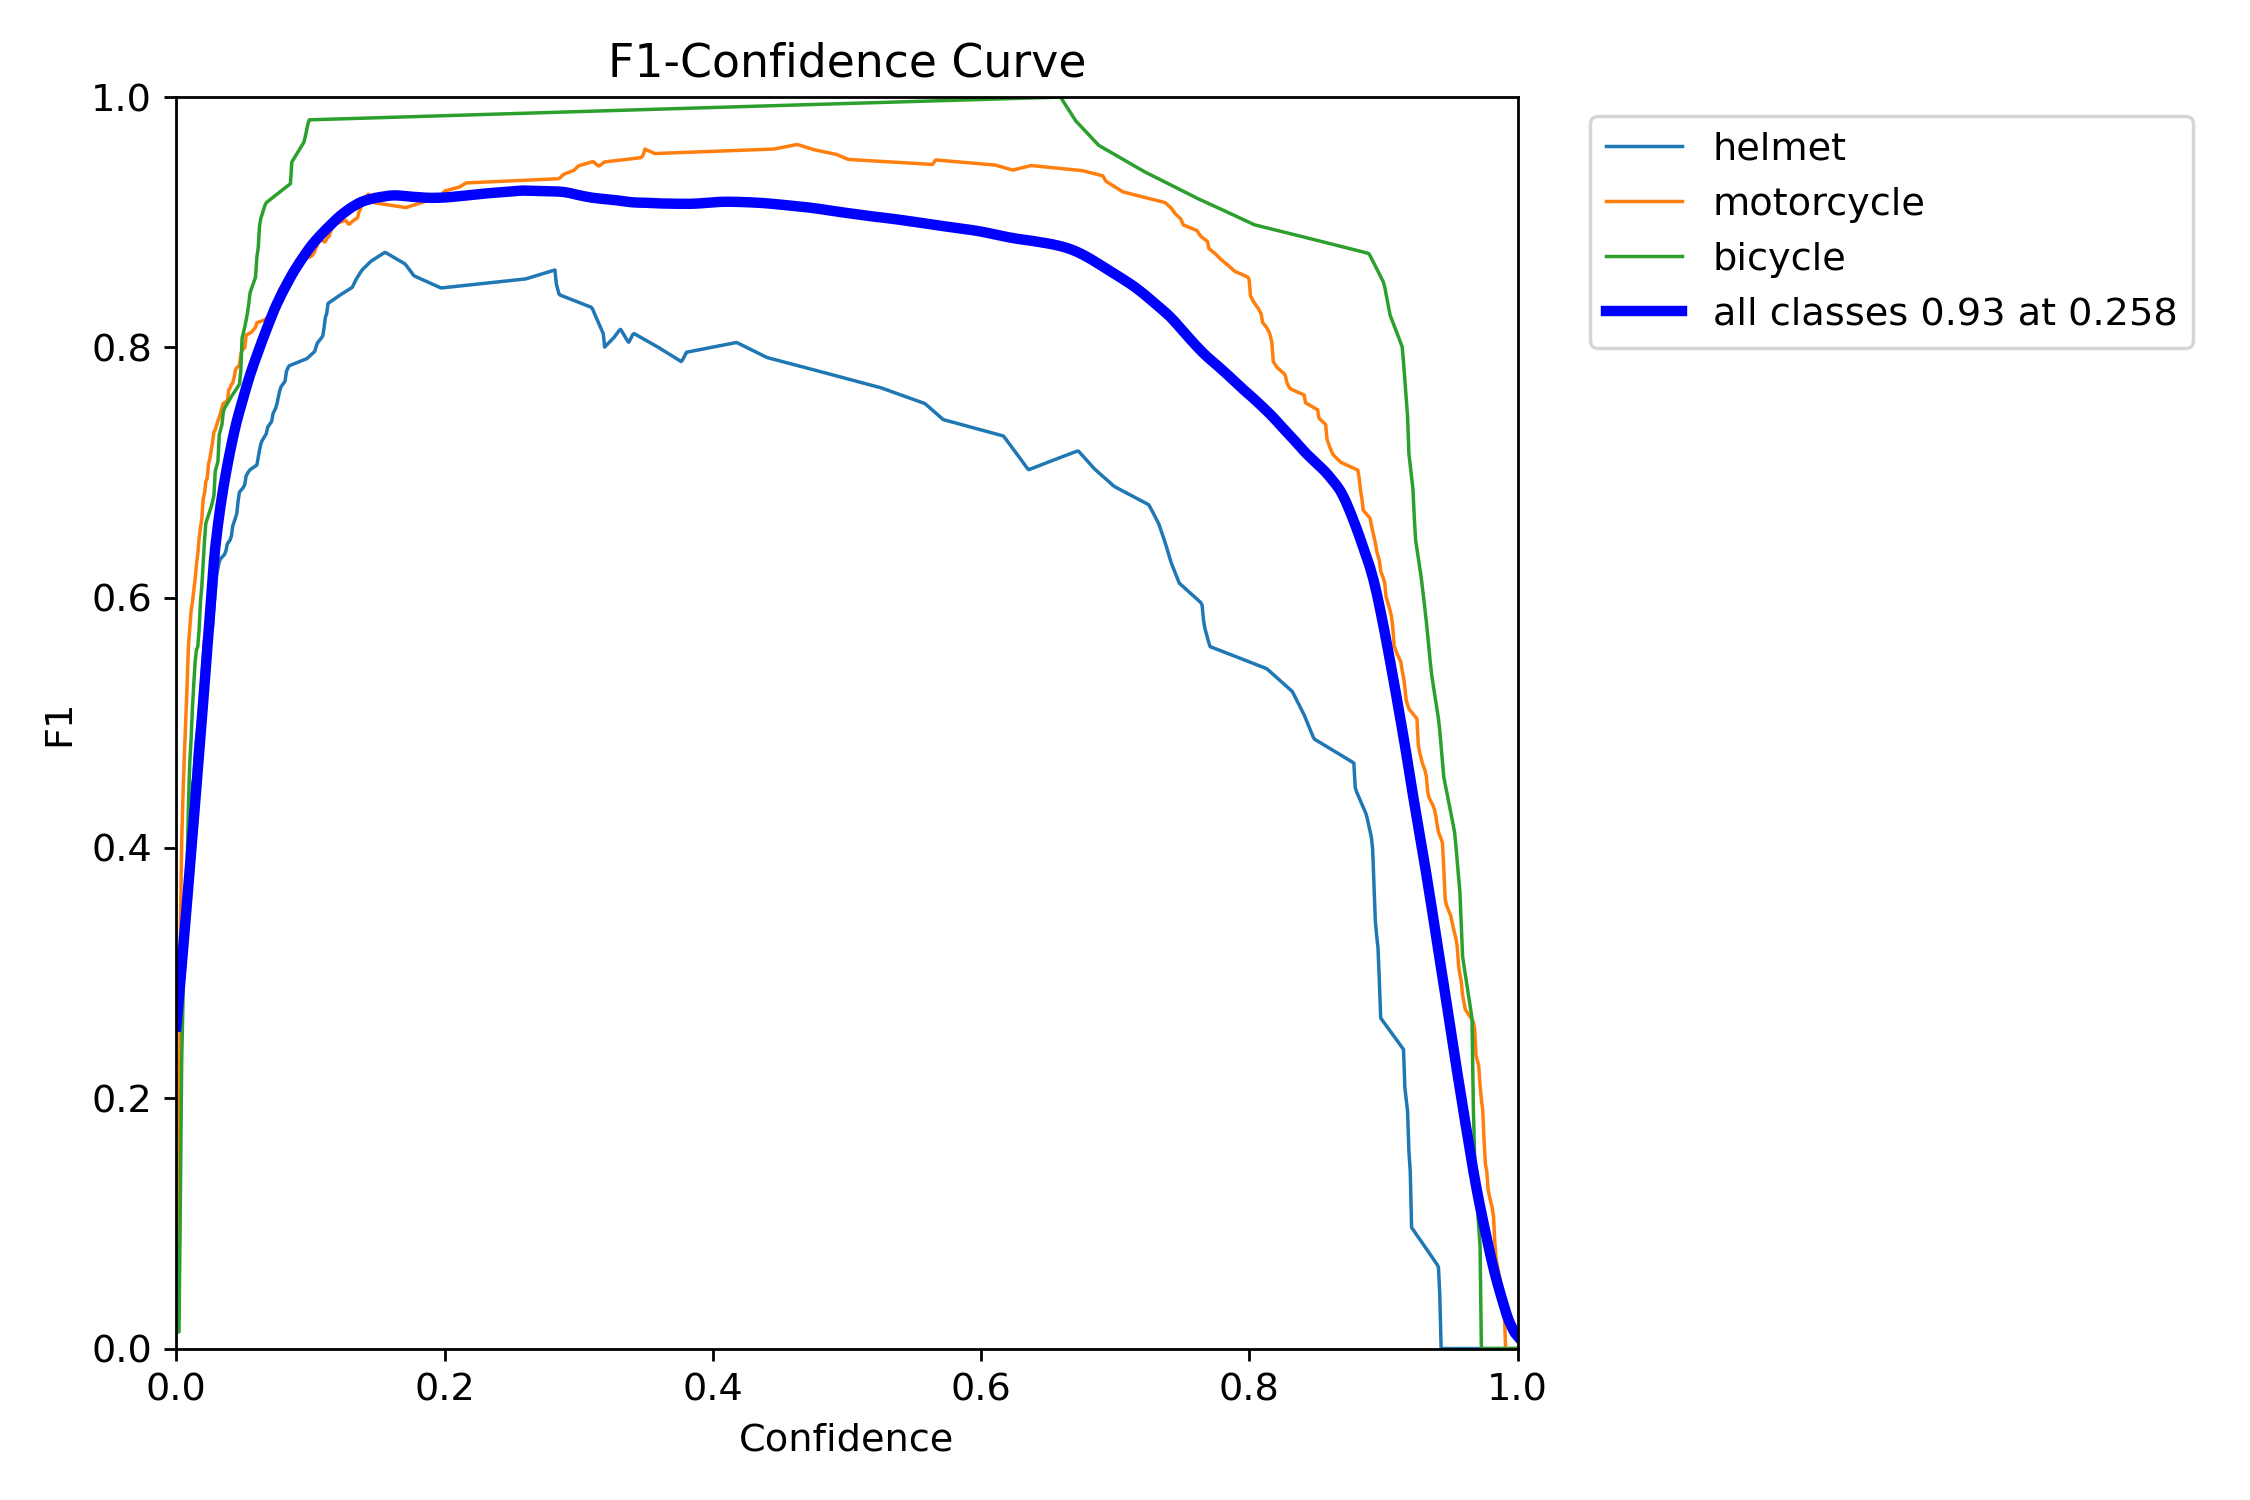 F1-Confidence Curve
1.0
0.8
0.6
0.4
0.2
0.0
F1
0.0 0.2 0.4 0.6 0.8 1.0
Confidence
helmet
motorcycle
bicycle
all classes 0.93 at 0.258